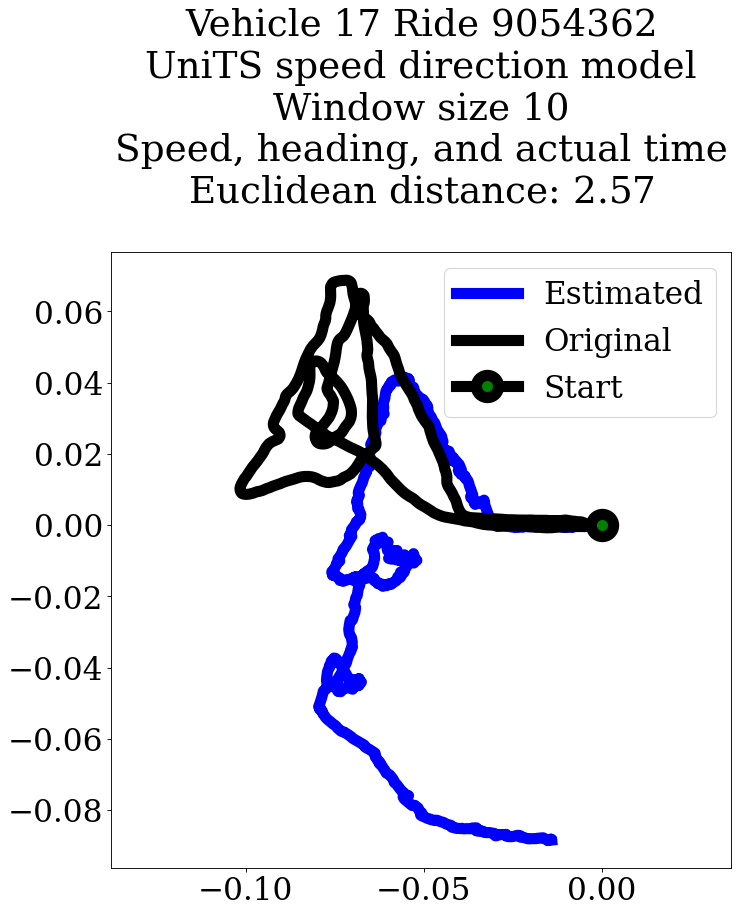 Vehicle 17 Ride 9054362
UniTS speed direction model
Window size 10
Speed, heading, and actual time
Euclidean distance: 2.57
Estimated
Original
Start
0.06
0.04
0.02
0.00
−0.02
−0.04
−0.06
−0.08
−0.10
−0.05
0.00